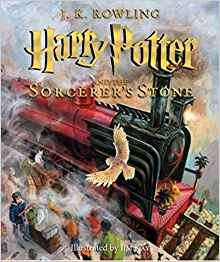 J. K. ROWLING
Harry Potter
AND THE
SORCERER'S STONE
Illustrated by JIM KAY